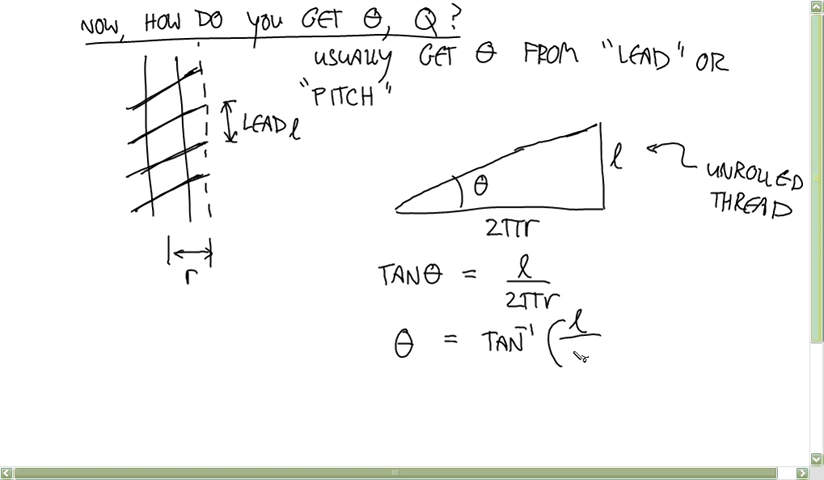 NOW, HOW DO YOU GET θ, Q?
USUALLY GET θ FROM "LEAD" OR
"PITCH"
LEAD l
r
θ
l
2πr
UNROLLED
THREAD
TANθ = l / 2πr
θ = TAN⁻¹ ( l /